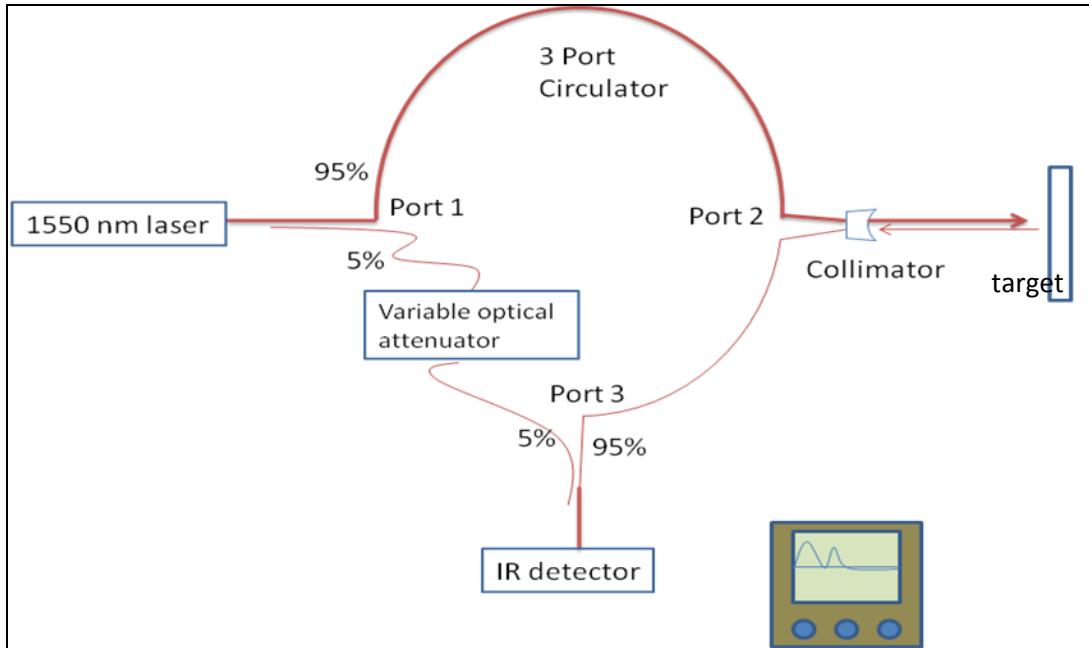 3 Port
Circulator
95%
Port 1
Port 2
1550 nm laser
5%
Collimator
target
Variable optical
attenuator
Port 3
5%
95%
IR detector